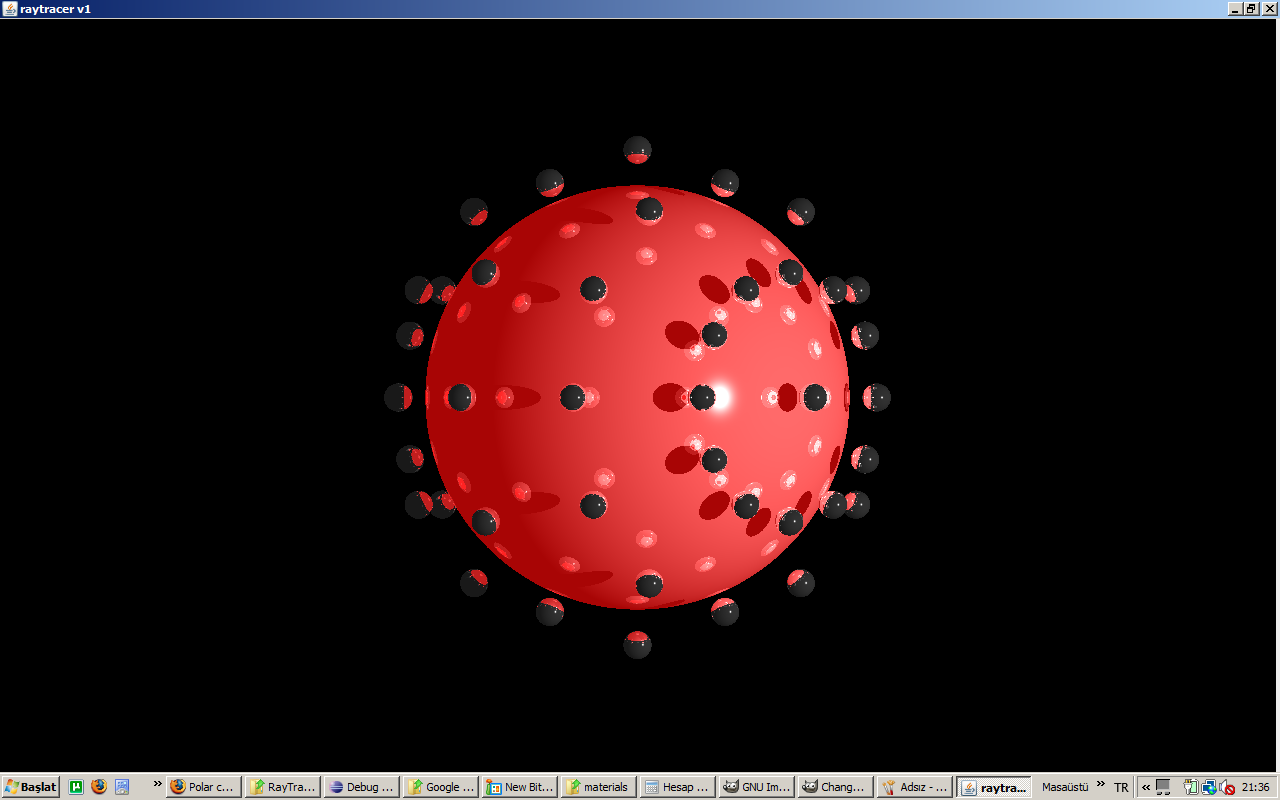 raytracer v1
Başlat
»
Polar c...
RayTra...
Debug ...
Google ...
New Bit...
materials
Hesap ...
GNU Im...
Chang...
Adsız - ...
raytra...
Masaüstü
»
TR
«
21:36